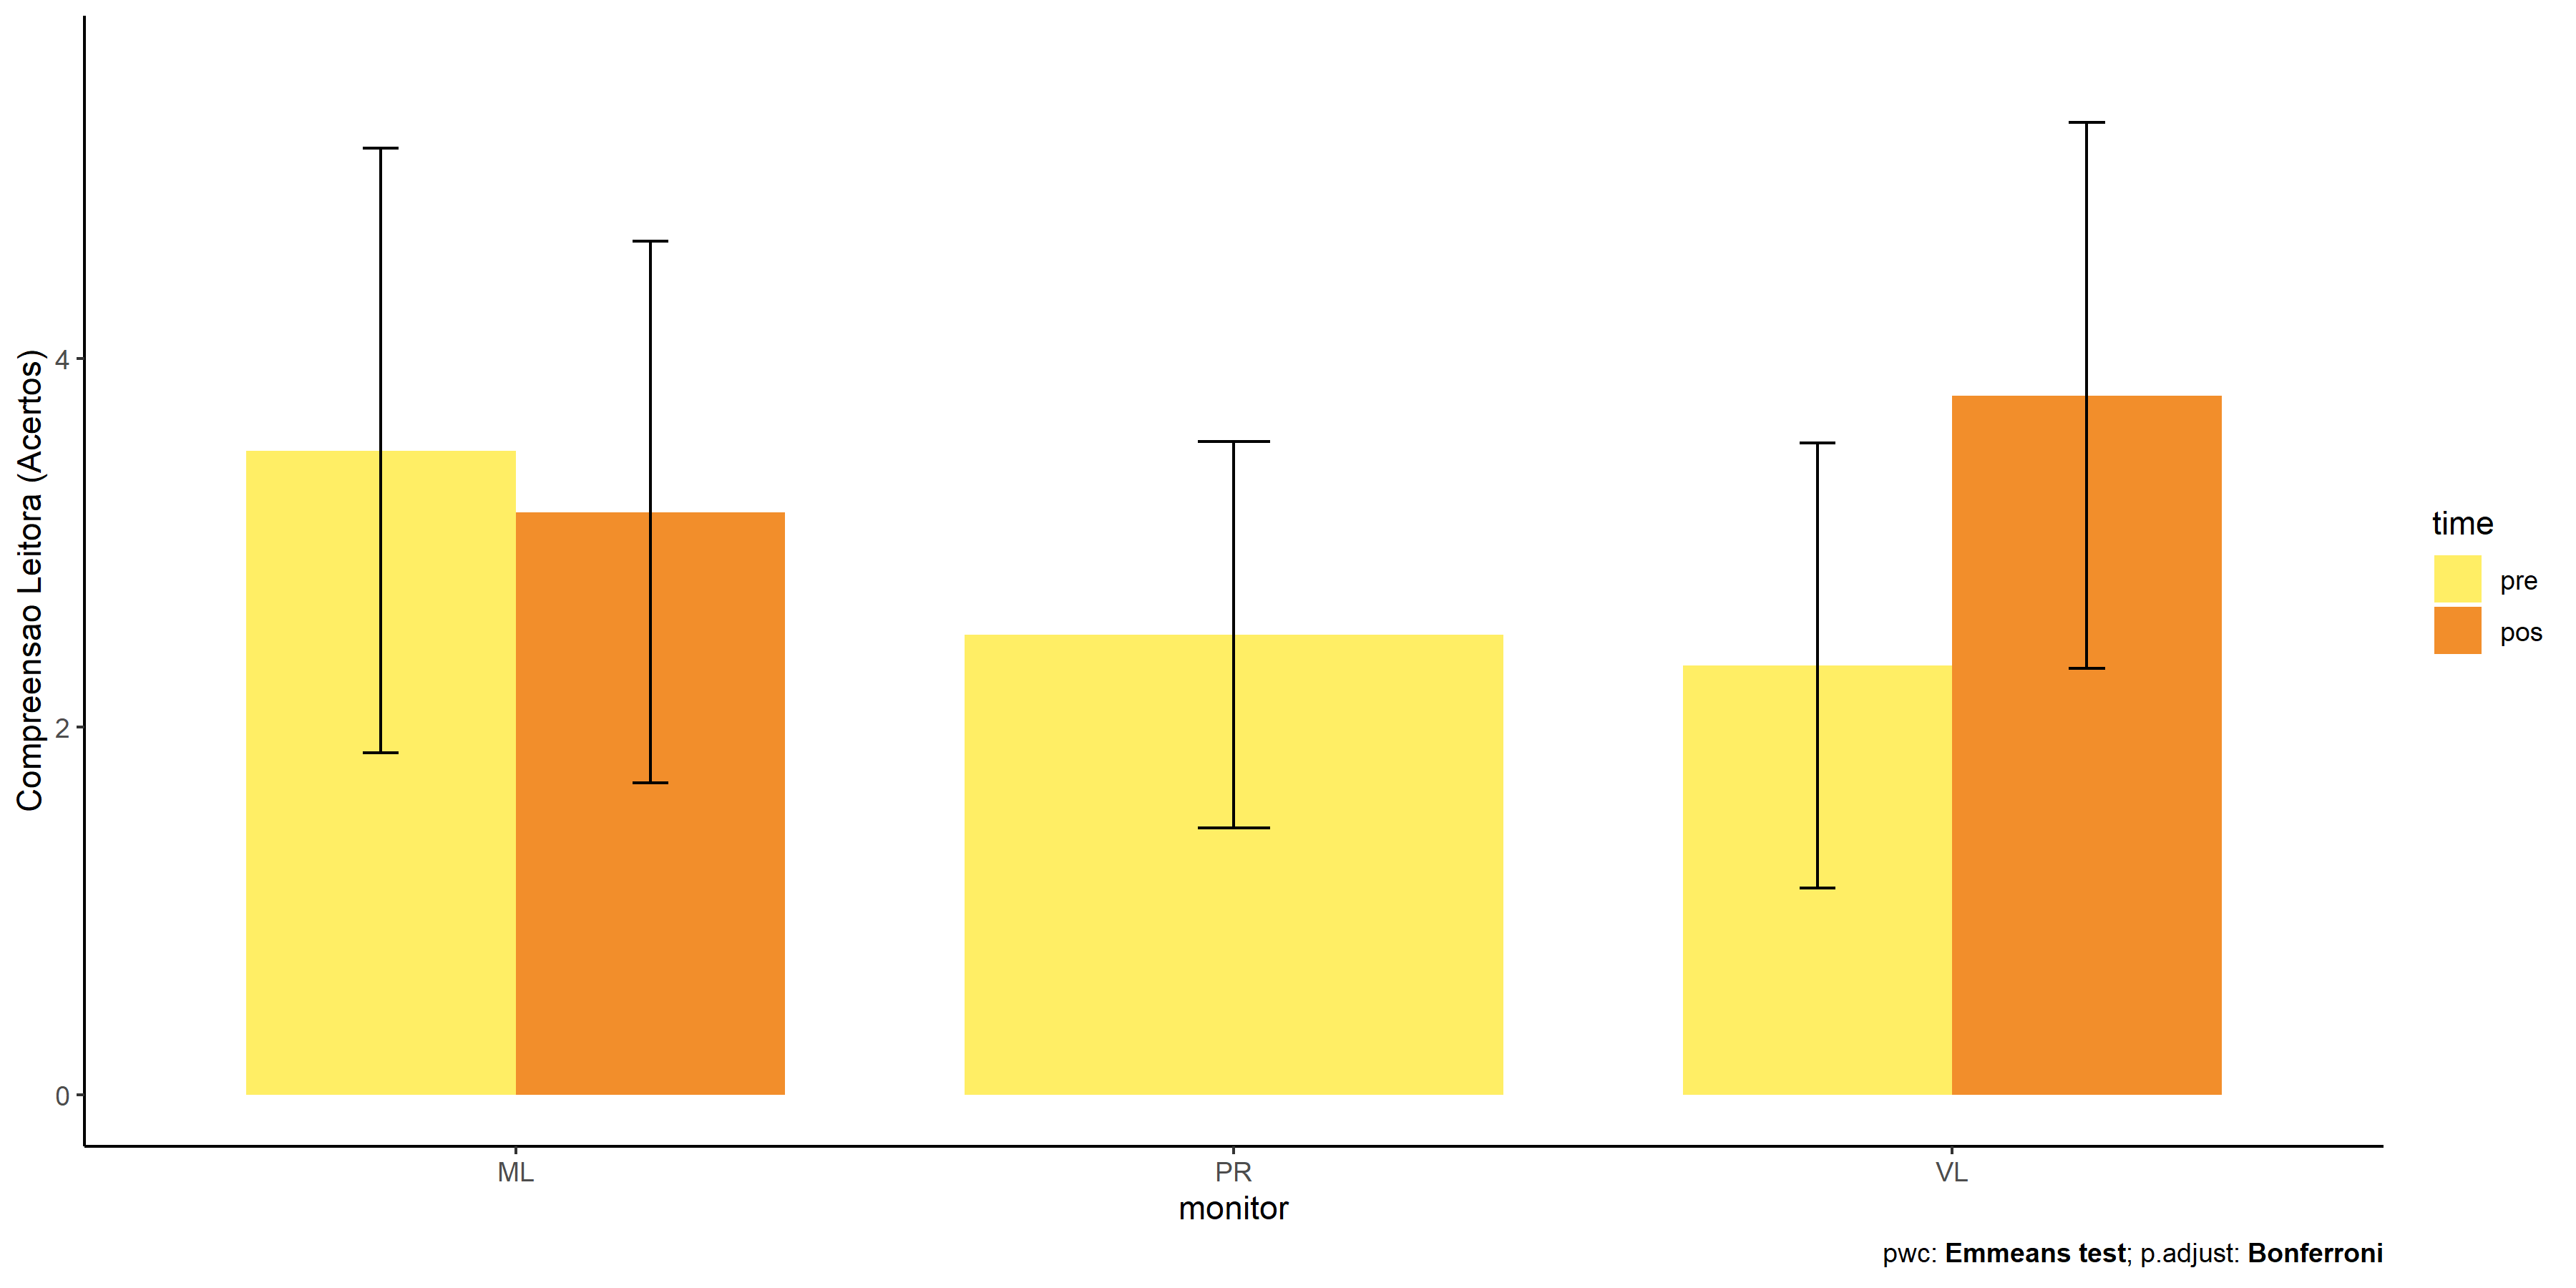 Compreensao Leitora (Acertos)
4
2
0
ML
PR
VL
monitor
time
pre
pos
pwc: Emmeans test; p.adjust: Bonferroni